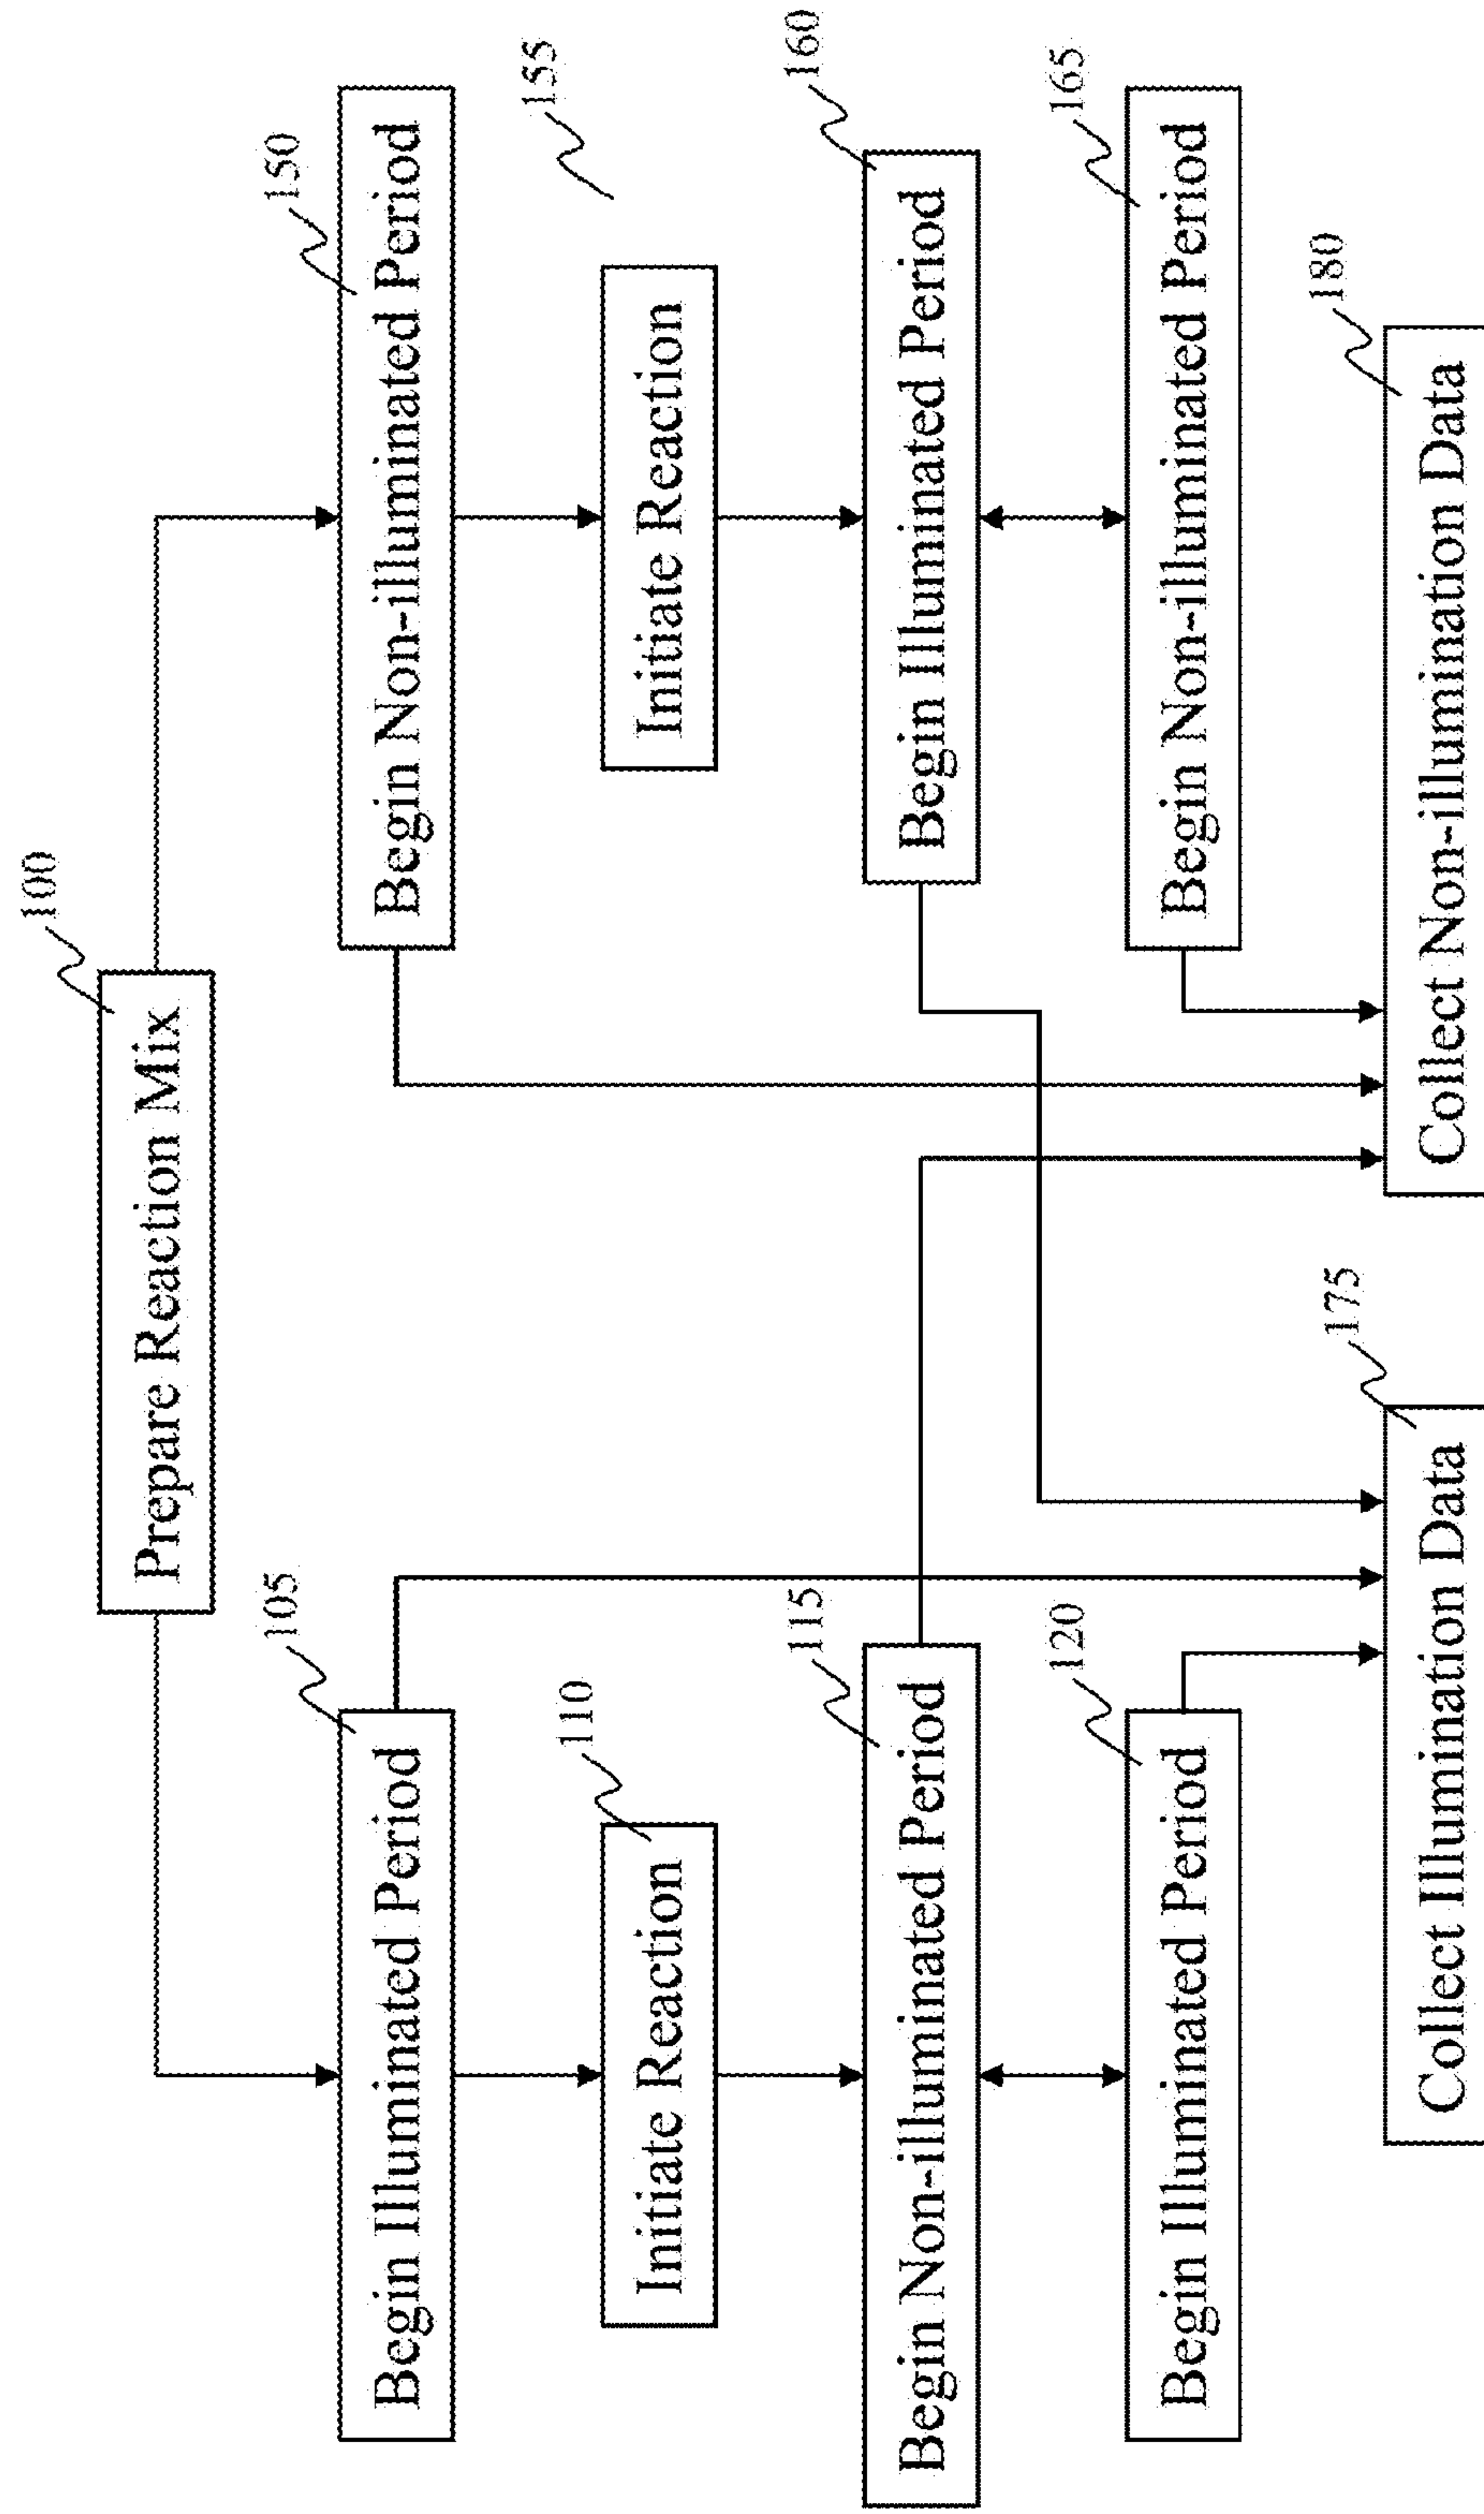 100
Prepare Reaction Mix
105
Begin Illuminated Period
150
Begin Non-illuminated Period
110
Initiate Reaction
155
Initiate Reaction
115
Begin Non-illuminated Period
160
Begin Illuminated Period
120
Begin Illuminated Period
165
Begin Non-illuminated Period
175
Collect Illumination Data
180
Collect Non-illumination Data